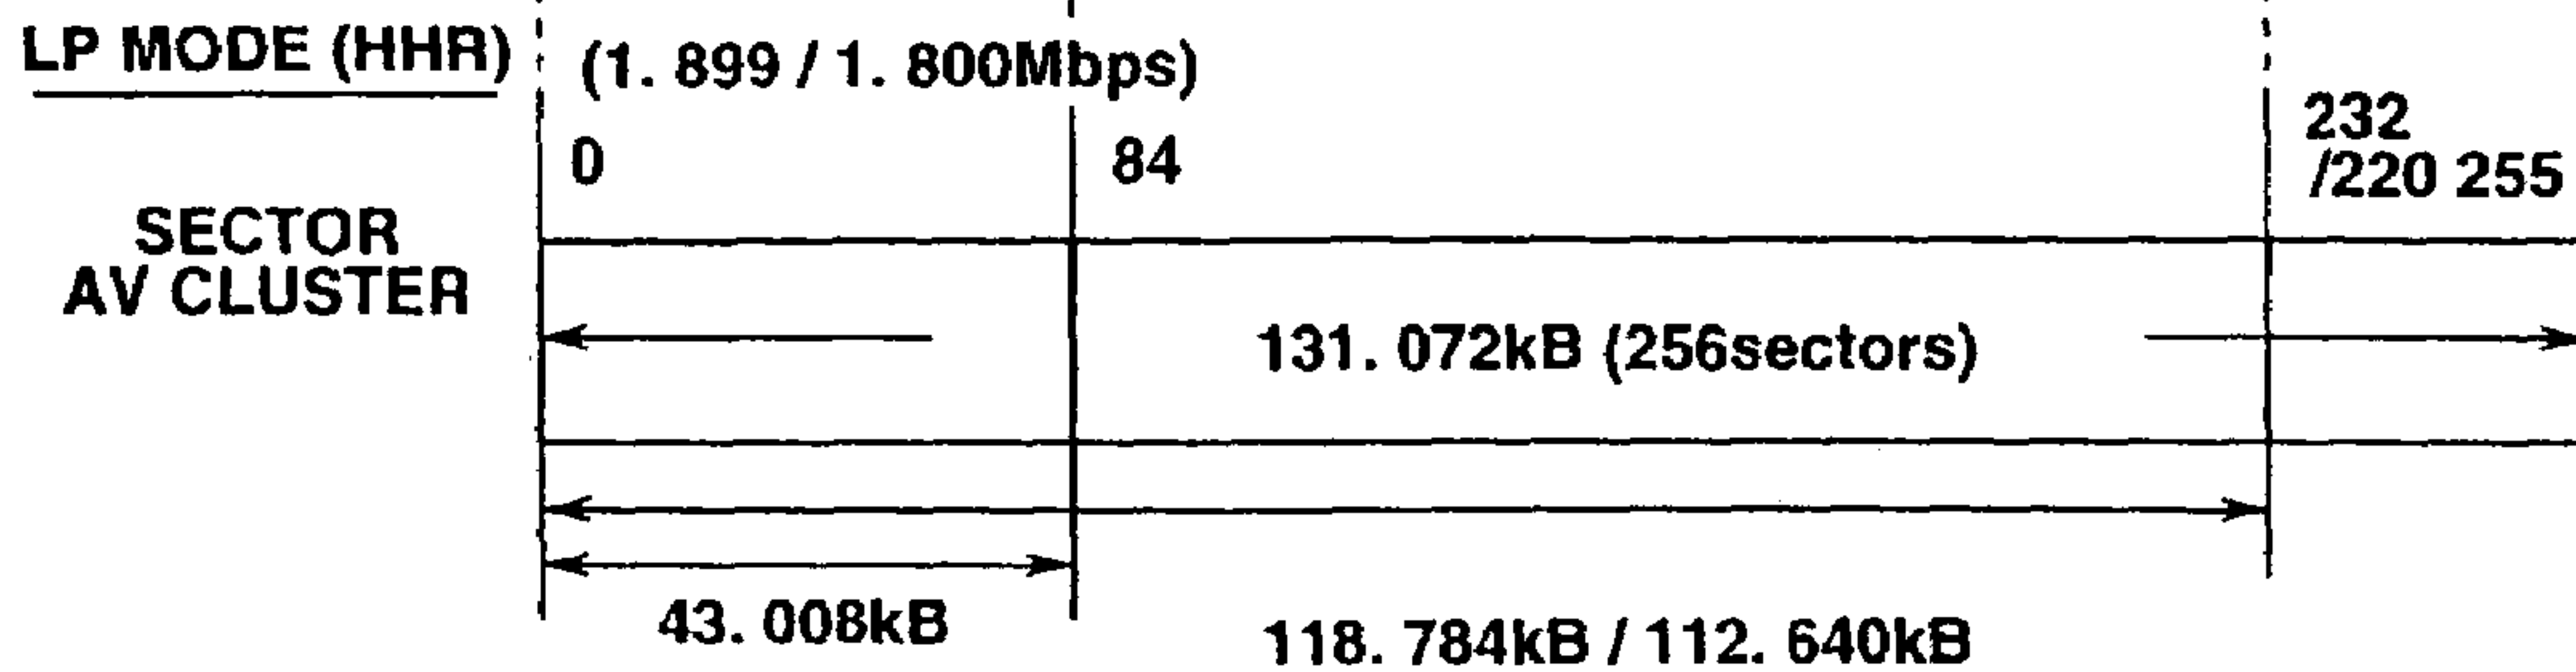 LP MODE (HHR)
(1. 899 / 1. 800Mbps)
0
84
232
/220 255
SECTOR
AV CLUSTER
131. 072kB (256sectors)
43. 008kB
118. 784kB / 112. 640kB